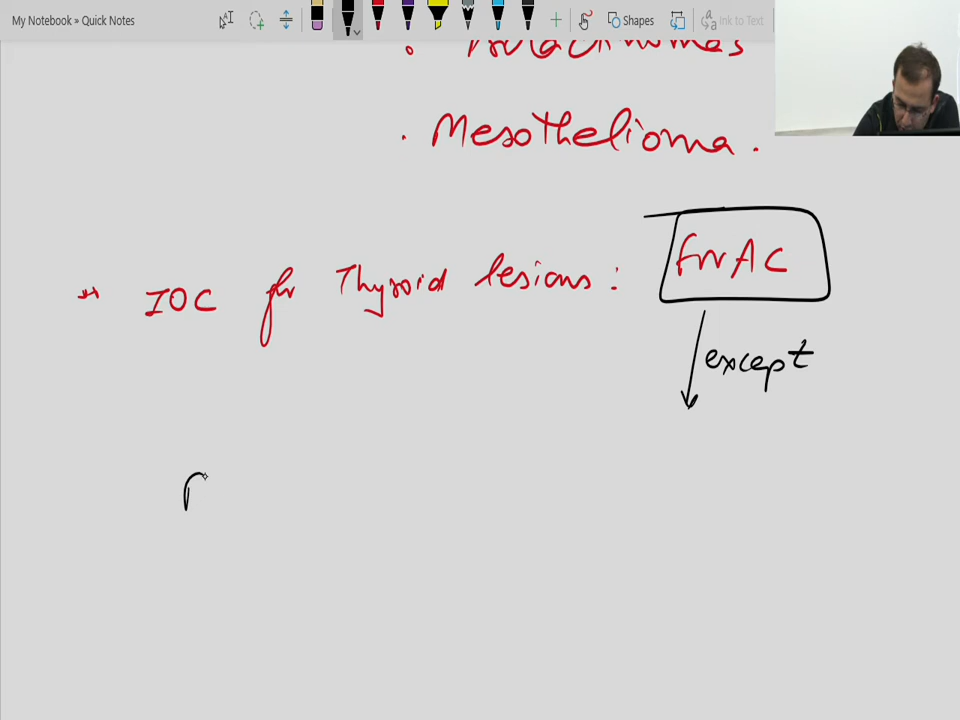 My Notebook » Quick Notes
Shapes
Ink to Text
. Mesothelioma.
IOC for Thyroid lesions : FNAC
except